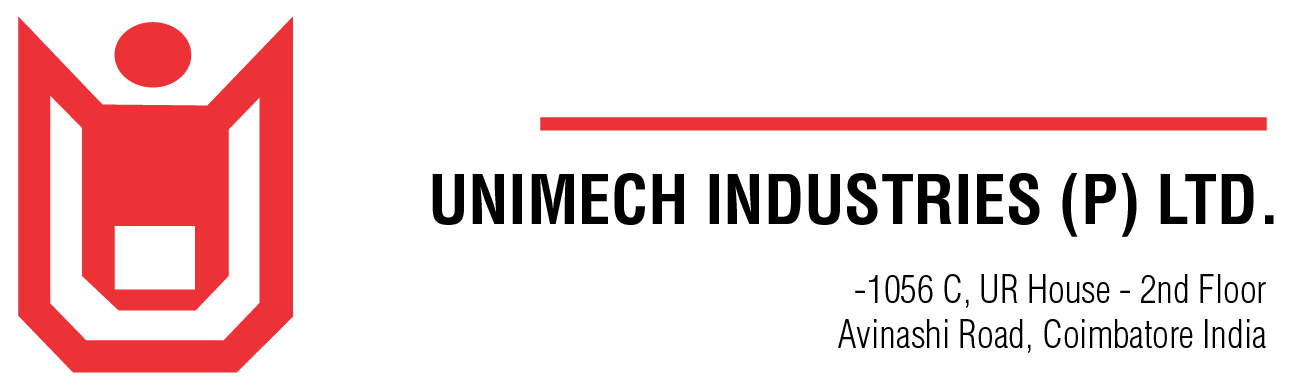 UNIMECH INDUSTRIES (P) LTD.
-1056 C, UR House - 2nd Floor
Avinashi Road, Coimbatore India